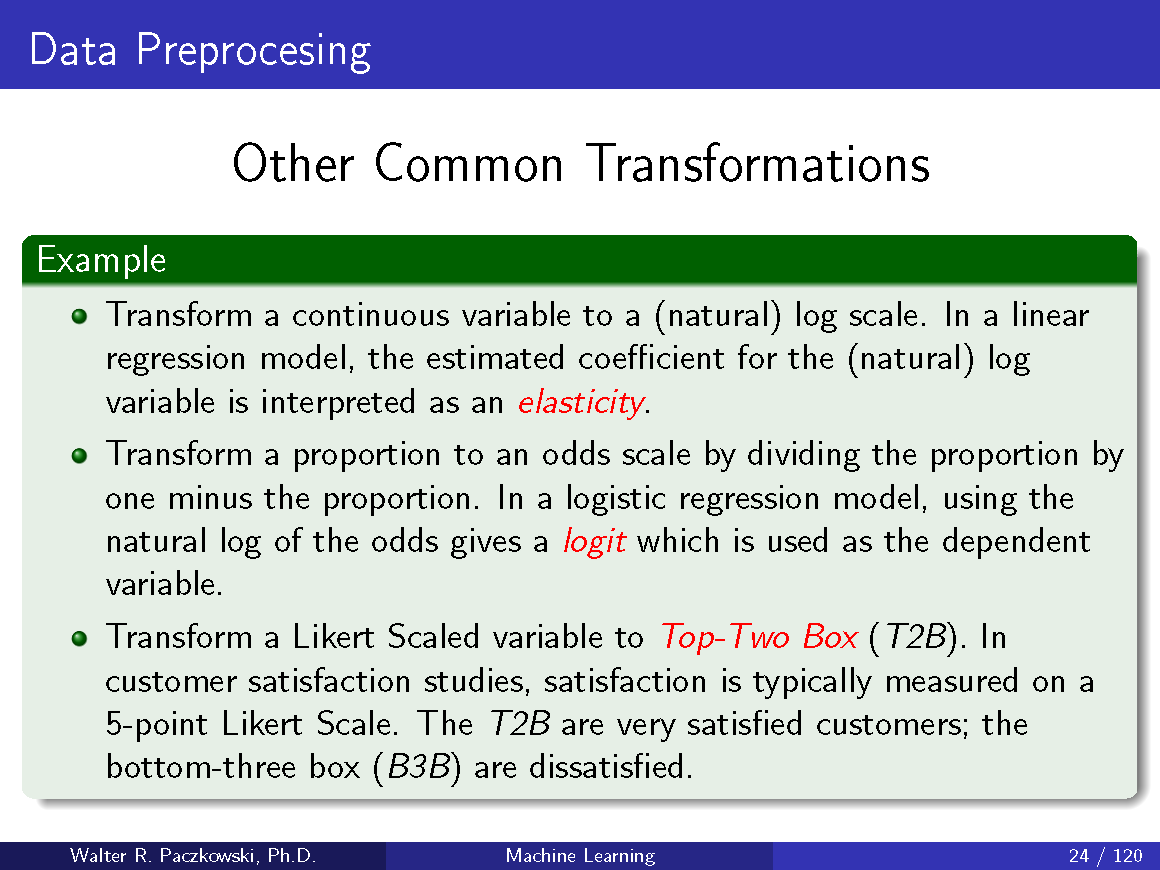 Data Preprocesing
Other Common Transformations
Example
Transform a continuous variable to a (natural) log scale. In a linear
regression model, the estimated coefficient for the (natural) log
variable is interpreted as an elasticity.
Transform a proportion to an odds scale by dividing the proportion by
one minus the proportion. In a logistic regression model, using the
natural log of the odds gives a logit which is used as the dependent
variable.
Transform a Likert Scaled variable to Top-Two Box (T2B). In
customer satisfaction studies, satisfaction is typically measured on a
5-point Likert Scale. The T2B are very satisfied customers; the
bottom-three box (B3B) are dissatisfied.
Walter R. Paczkowski, Ph.D.
Machine Learning
24 / 120